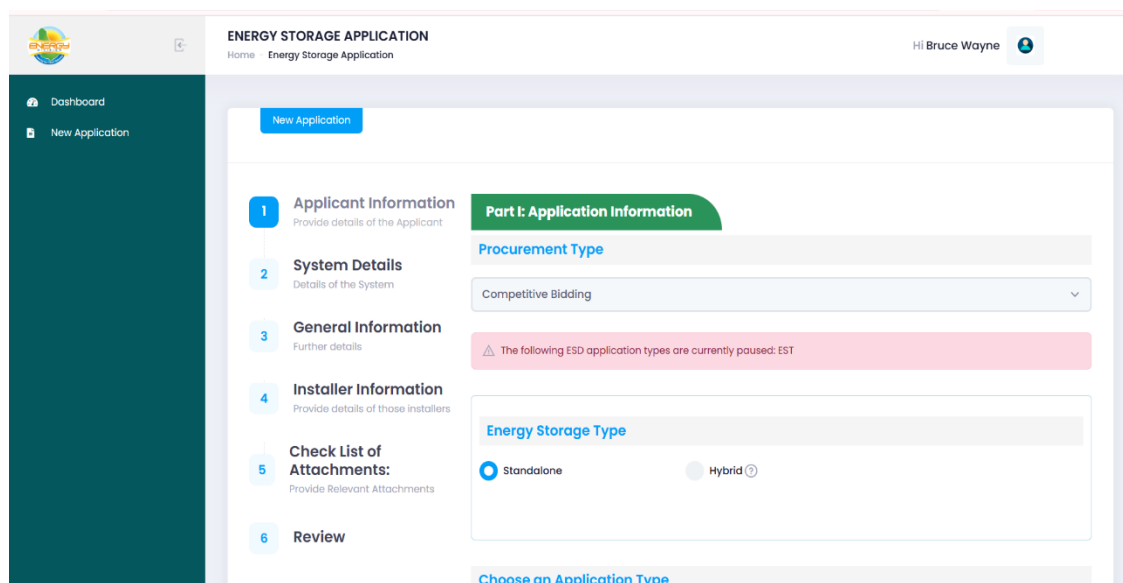 ENERGY
ENERGY STORAGE APPLICATION
Home - Energy Storage Application
Hi Bruce Wayne
Dashboard
New Application
New Application
1
Applicant Information
Provide details of the Applicant
2
System Details
Details of the System
3
General Information
Further details
4
Installer Information
Provide details of those installers
5
Check List of
Attachments:
Provide Relevant Attachments
6
Review
Part I: Application Information
Procurement Type
Competitive Bidding
The following ESD application types are currently paused: EST
Energy Storage Type
Standalone
Hybrid ?
Choose an Application Type